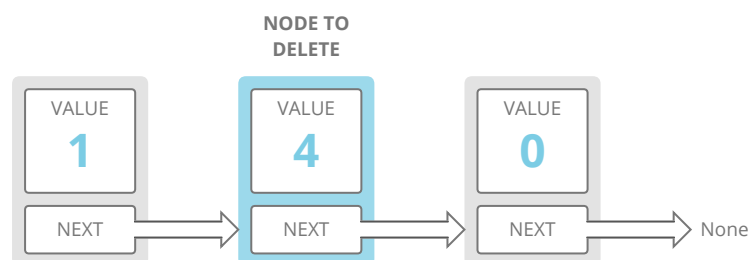 NODE TO
DELETE
VALUE VALUE VALUE
1 4 0
NEXT NEXT NEXT None